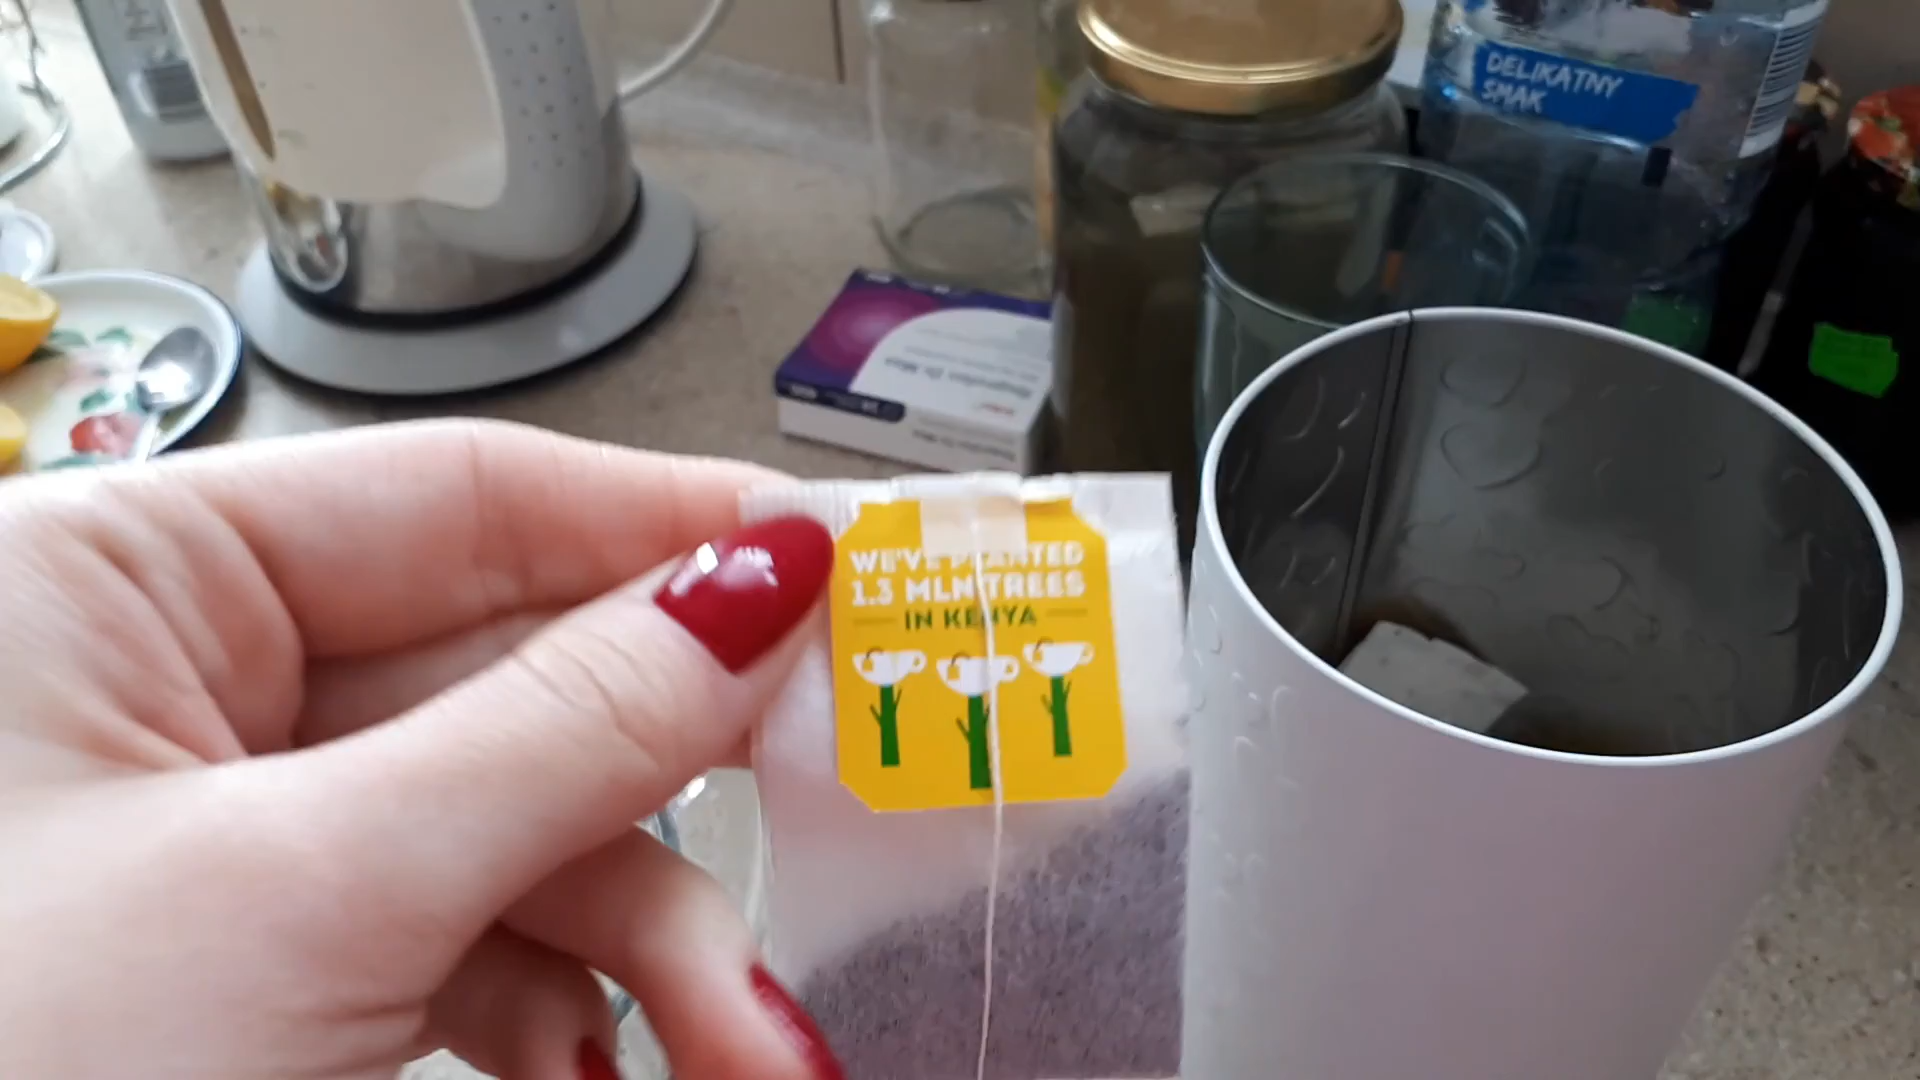 DELIKATNY
SMAK
WE'VE PLANTED
1.3 MLN TREES
IN KENYA